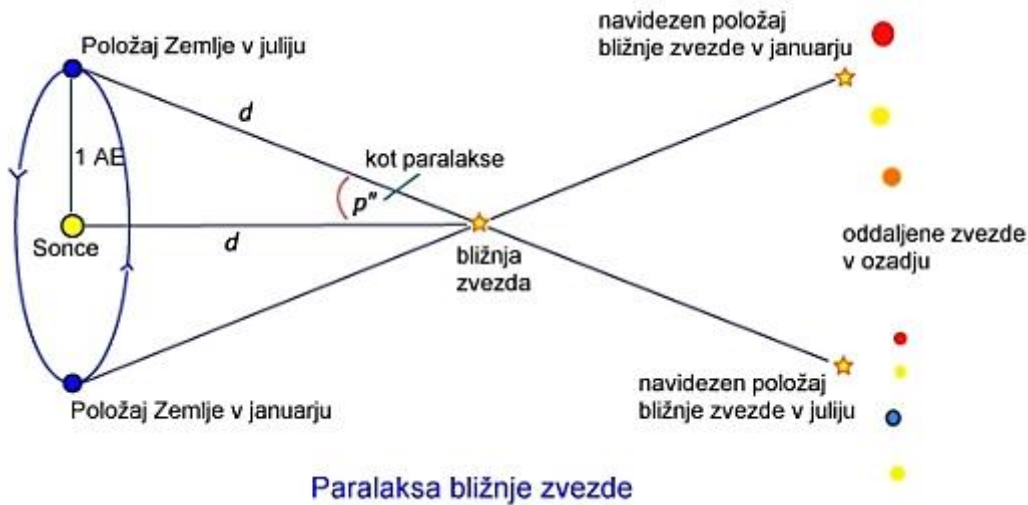 Položaj Zemlje v juliju
navidezen položaj
bližnje zvezde v januarju
d
1 AE
kot paralakse
p"
Sonce
d
bližnja
zvezda
oddaljene zvezde
v ozadju
Položaj Zemlje v januarju
navidezen položaj
bližnje zvezde v juliju
Paralaksa bližnje zvezde